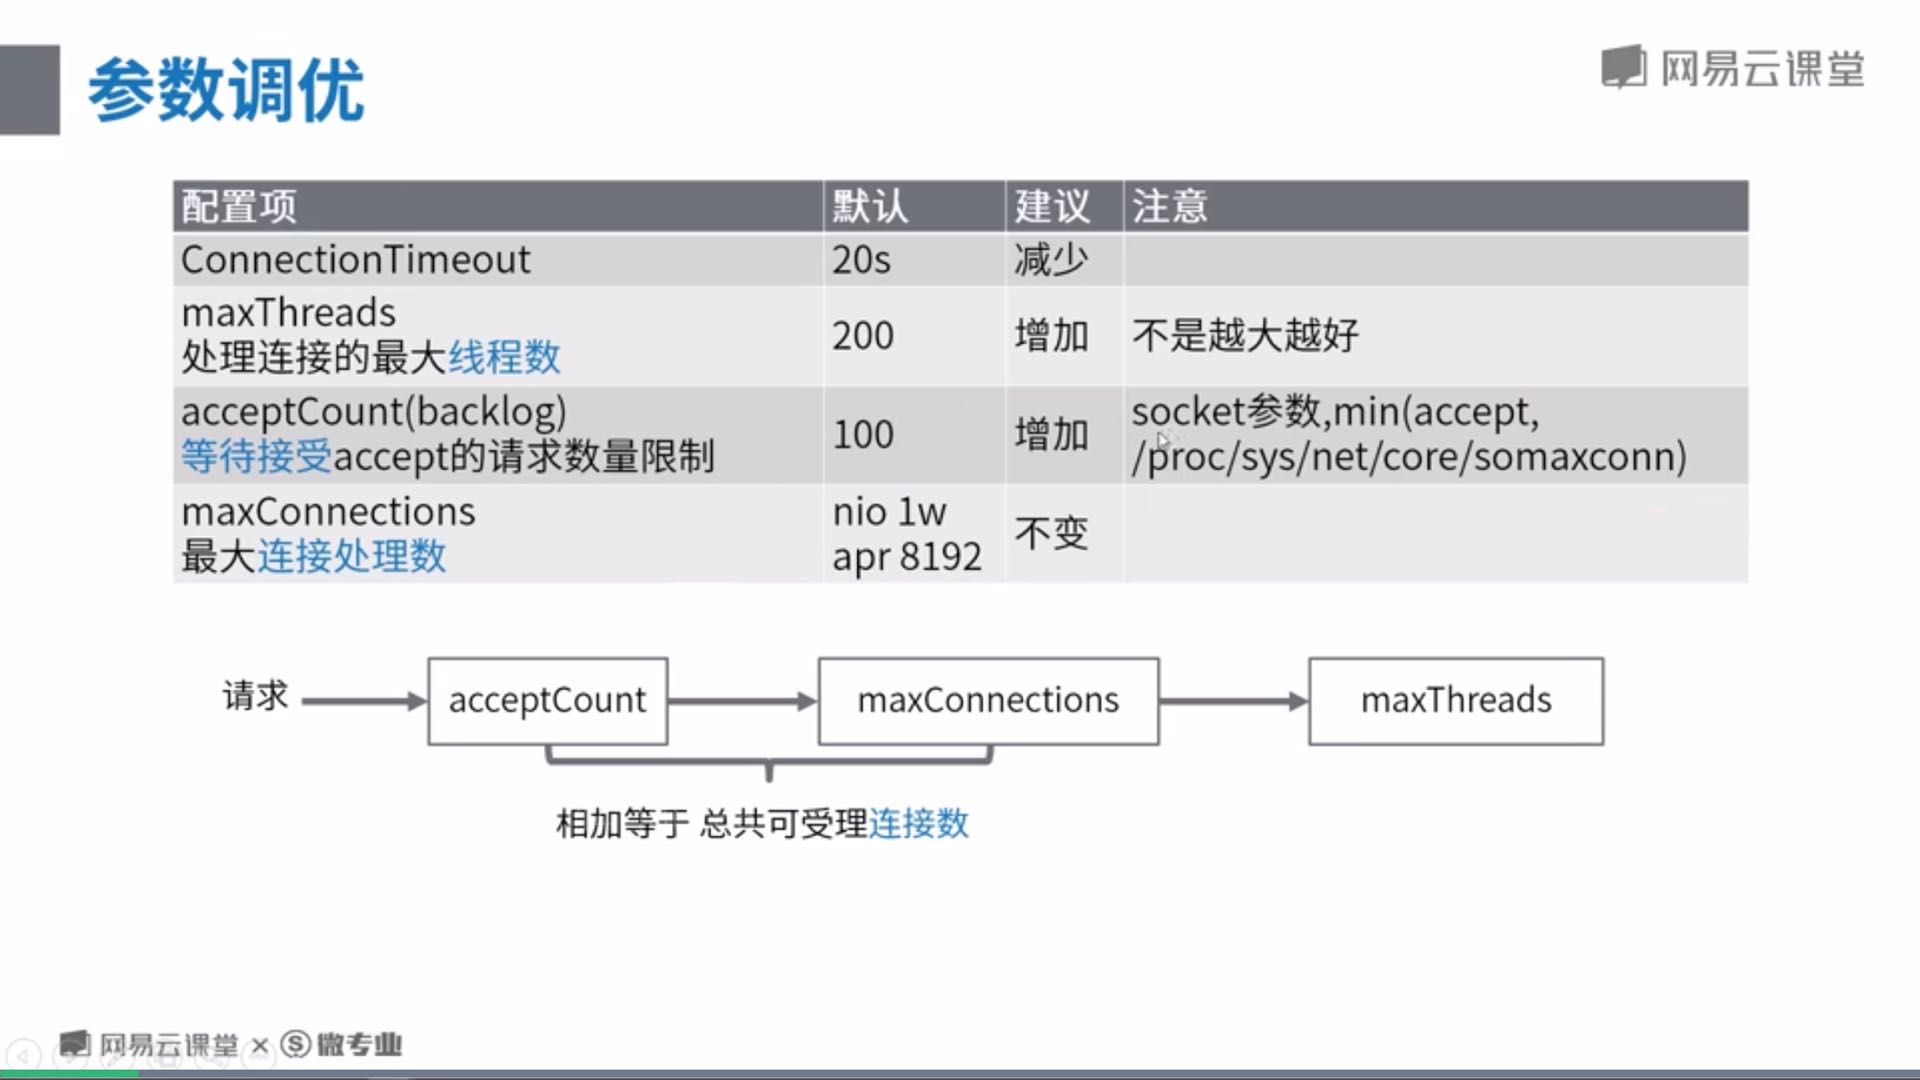 参数调优
网易云课堂
配置项 默认 建议 注意
ConnectionTimeout 20s 减少
maxThreads
处理连接的最大线程数 200 增加 不是越大越好
acceptCount(backlog)
等待接受accept的请求数量限制 100 增加 socket参数,min(accept,
/proc/sys/net/core/somaxconn)
maxConnections
最大连接处理数 nio 1w
apr 8192 不变
请求 acceptCount maxConnections maxThreads
相加等于 总共可受理连接数
网易云课堂 × 微专业